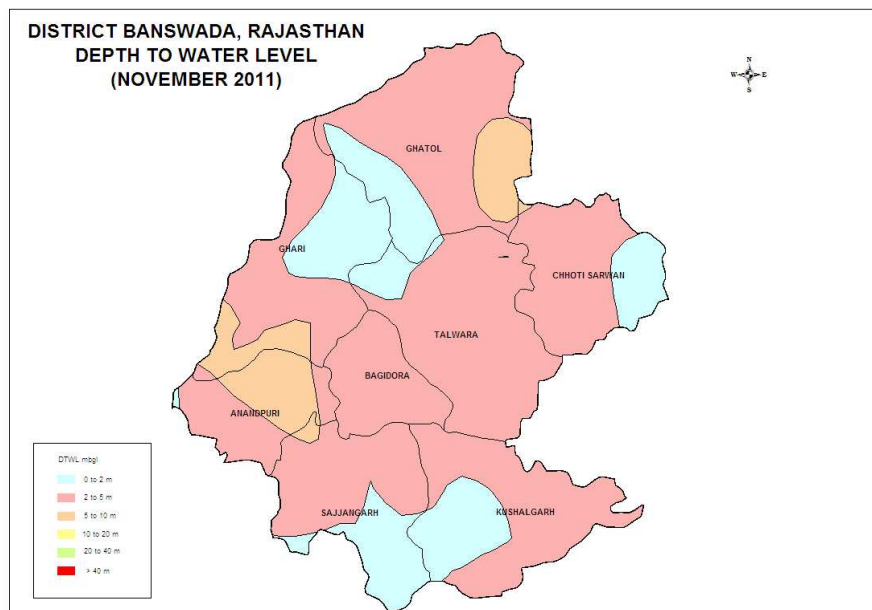 DISTRICT BANSWADA, RAJASTHAN
DEPTH TO WATER LEVEL
(NOVEMBER 2011)
N
W E
S
GHATOL
GHARI
CHHOTI SARWAN
TALWARA
BAGIDORA
ANANDPURI
SAJJANGARH
KUSHALGARH
DTWL mbgl
0 to 2 m
2 to 5 m
5 to 10 m
10 to 20 m
20 to 40 m
> 40 m